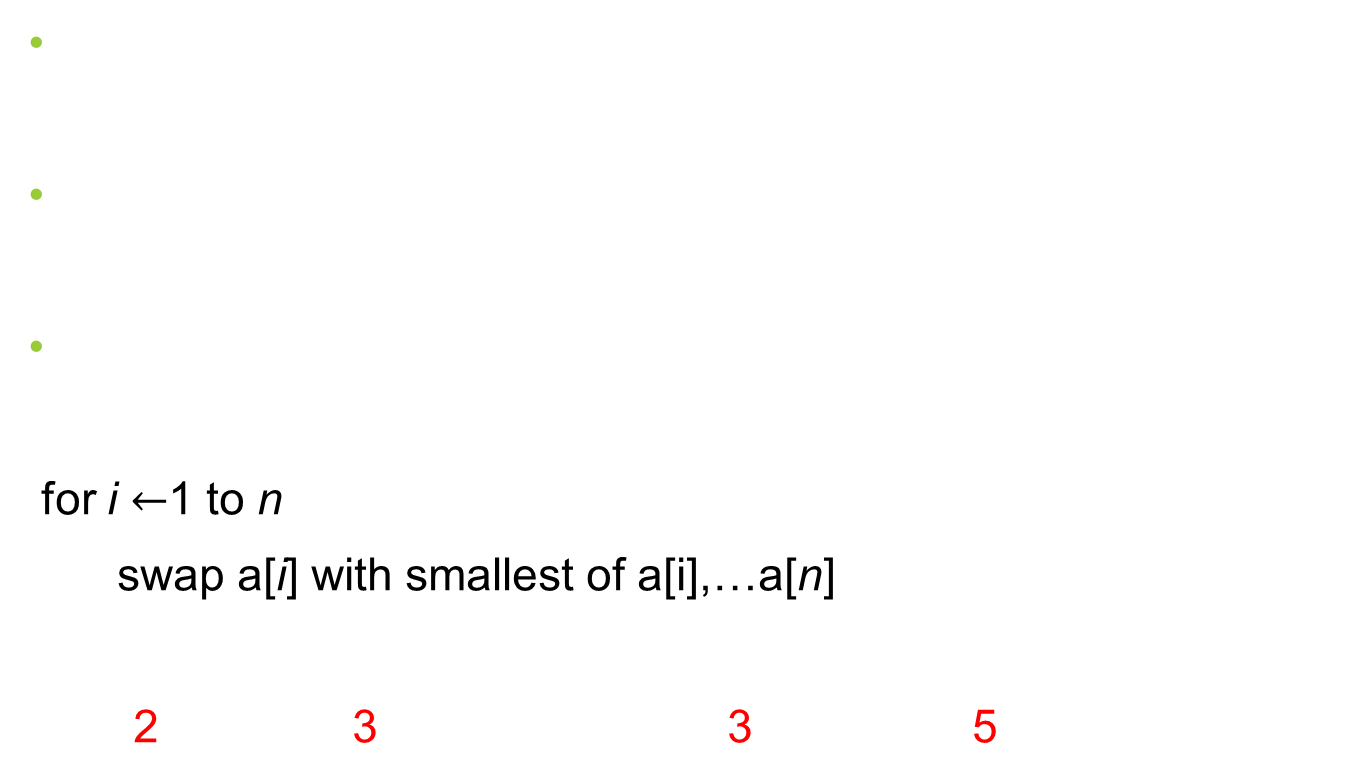 •
•
•
for i ←1 to n
swap a[i] with smallest of a[i],…a[n]
2 3 3 5